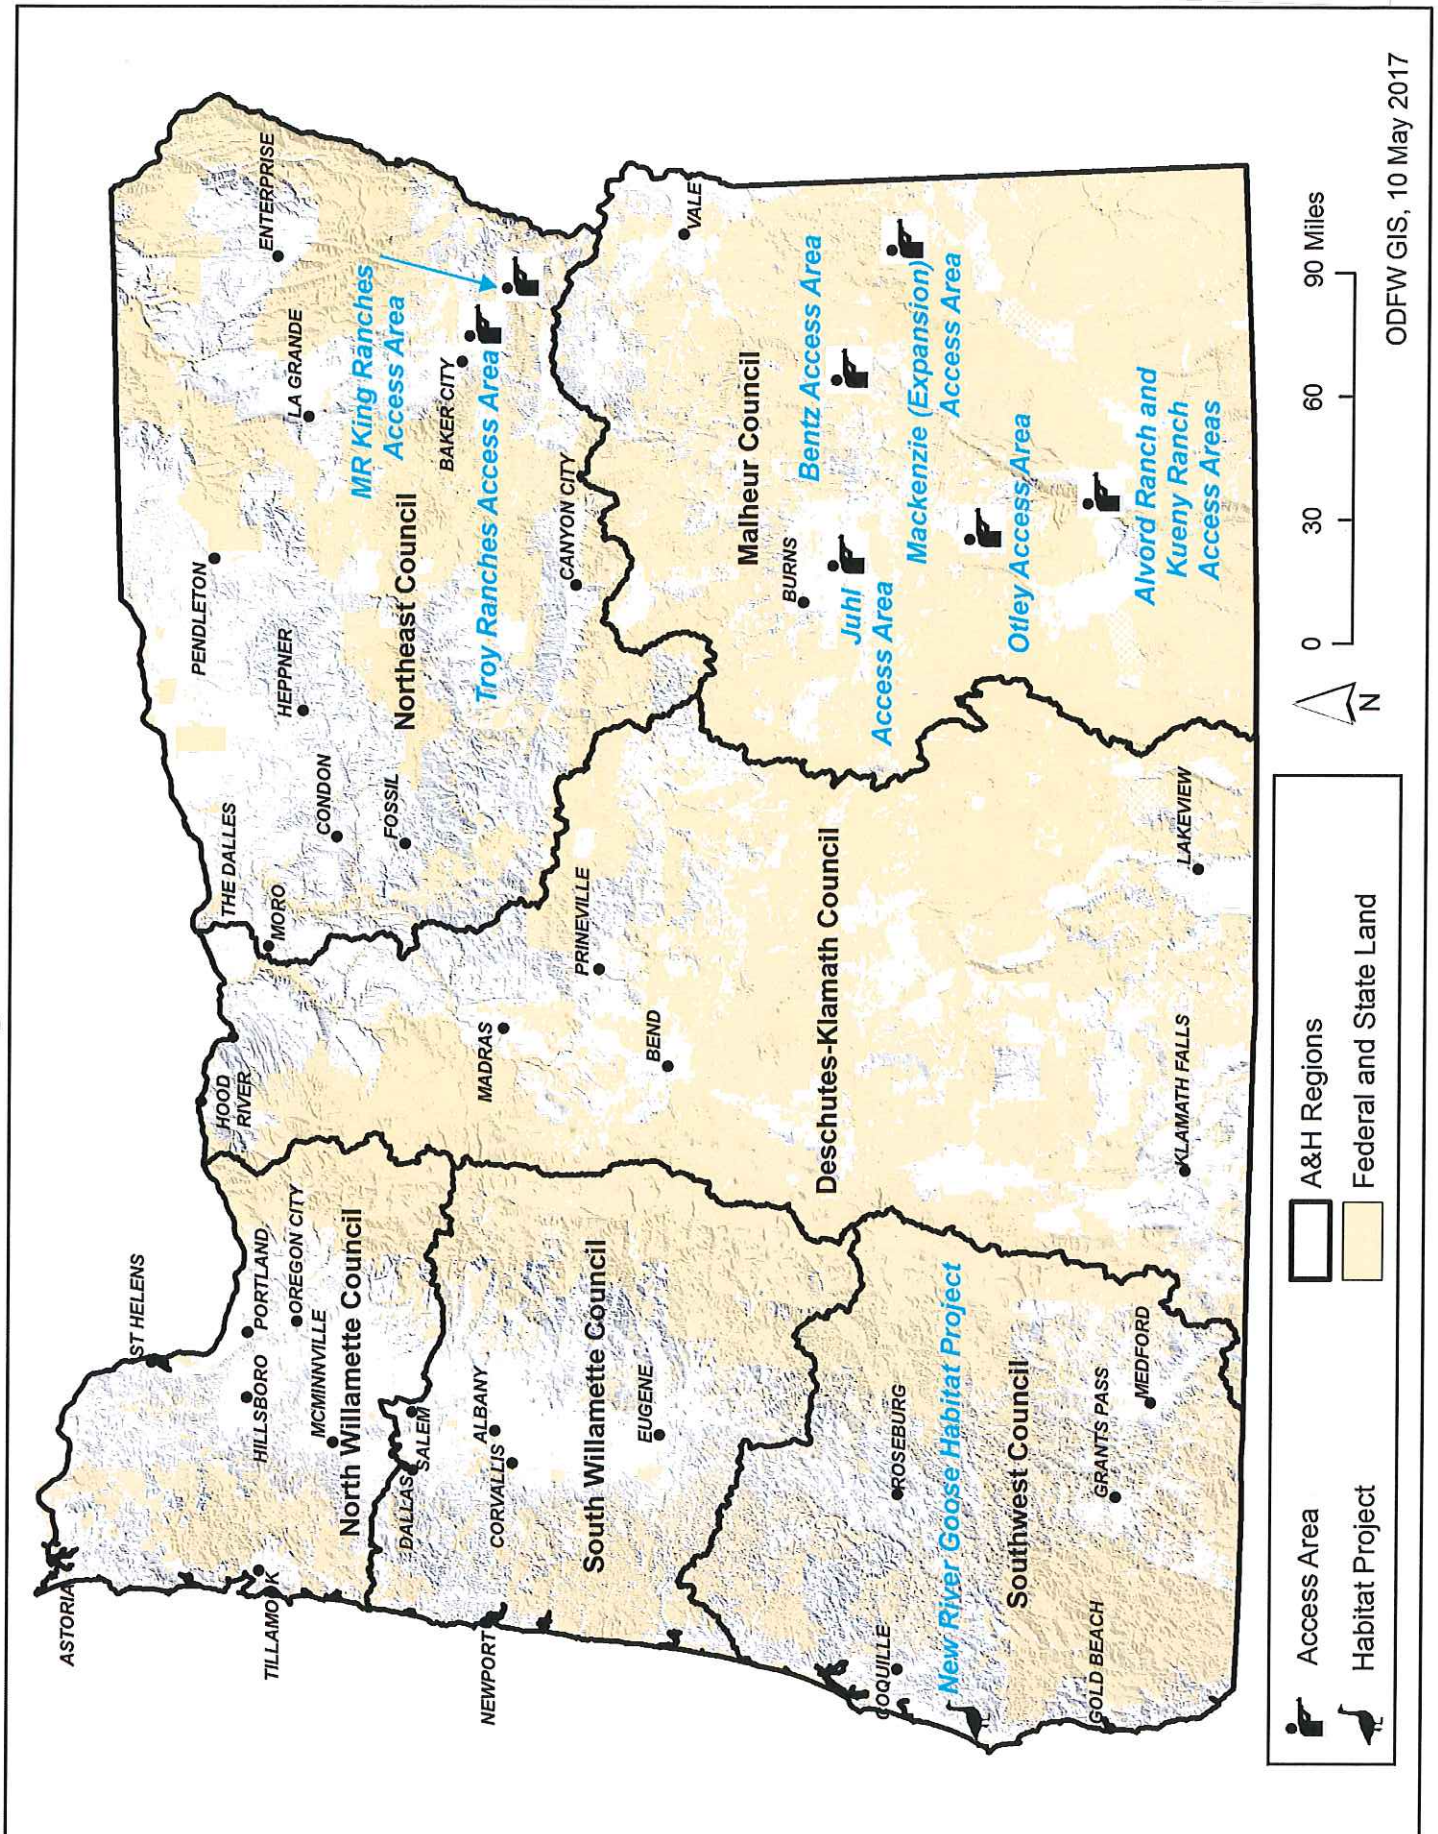 ASTORIA
ST HELENS
TILLAMOOK
HILLSBORO
PORTLAND
OREGON CITY
MCMINNVILLE
North Willamette Council
HOOD
RIVER
THE DALLES
MORO
PENDLETON
HEPPNER
CONDON
FOSSIL
LA GRANDE
ENTERPRISE
Northeast Council
MR King Ranches
Access Area
BAKER CITY
Troy Ranches Access Area
CANYON CITY
DALLAS
SALEM
NEWPORT
CORVALLIS
ALBANY
South Willamette Council
EUGENE
MADRAS
PRINEVILLE
BEND
Deschutes-Klamath Council
VALE
Malheur Council
BURNS
Bentz Access Area
Juhl
Access Area
Mackenzie (Expansion)
Access Area
Otley Access Area
Alvord Ranch and
Kueny Ranch
Access Areas
COQUILLE
ROSEBURG
New River Goose Habitat Project
Southwest Council
GOLD BEACH
GRANTS PASS
MEDFORD
KLAMATH FALLS
LAKEVIEW
Access Area
Habitat Project
A&H Regions
Federal and State Land
N
0 30 60 90 Miles
ODFW GIS, 10 May 2017